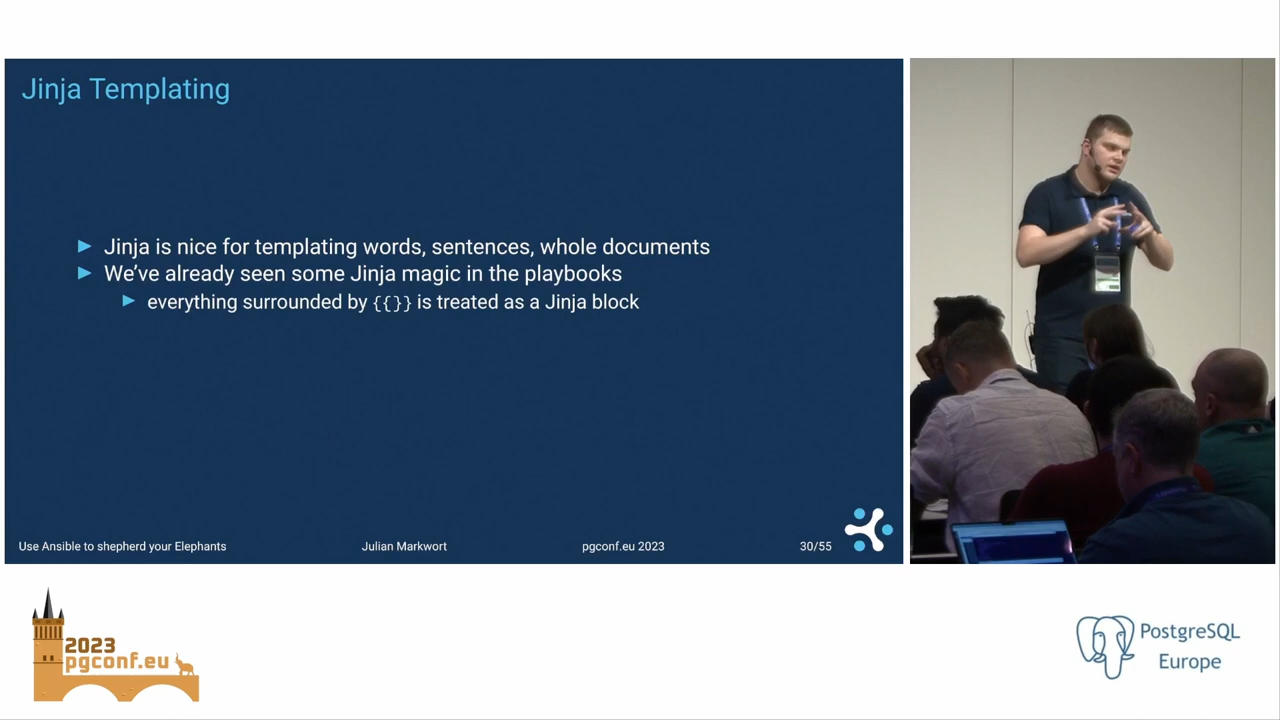 Jinja Templating
Jinja is nice for templating words, sentences, whole documents
We've already seen some Jinja magic in the playbooks
everything surrounded by {{}} is treated as a Jinja block
Use Ansible to shepherd your Elephants
Julian Markwort
pgconf.eu 2023
30/55
2023
pgconf.eu
PostgreSQL
Europe